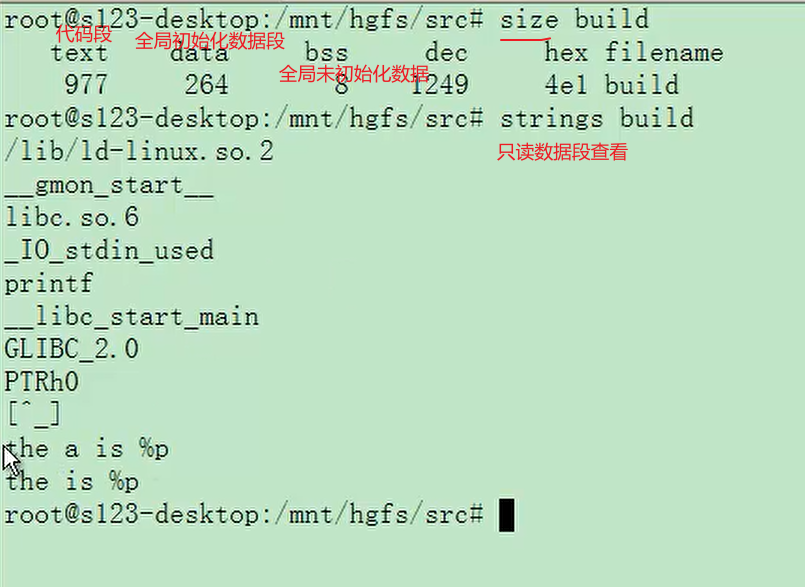 root@s123-desktop:/mnt/hgfs/src# size build
代码段 全局初始化数据段
text data bss dec hex filename
全局未初始化数据
977 264 8 1249 4e1 build
root@s123-desktop:/mnt/hgfs/src# strings build
/lib/ld-linux.so.2
只读数据段查看
__gmon_start__
libc.so.6
_IO_stdin_used
printf
__libc_start_main
GLIBC_2.0
PTRh0
[^_]
the a is %p
the is %p
root@s123-desktop:/mnt/hgfs/src#